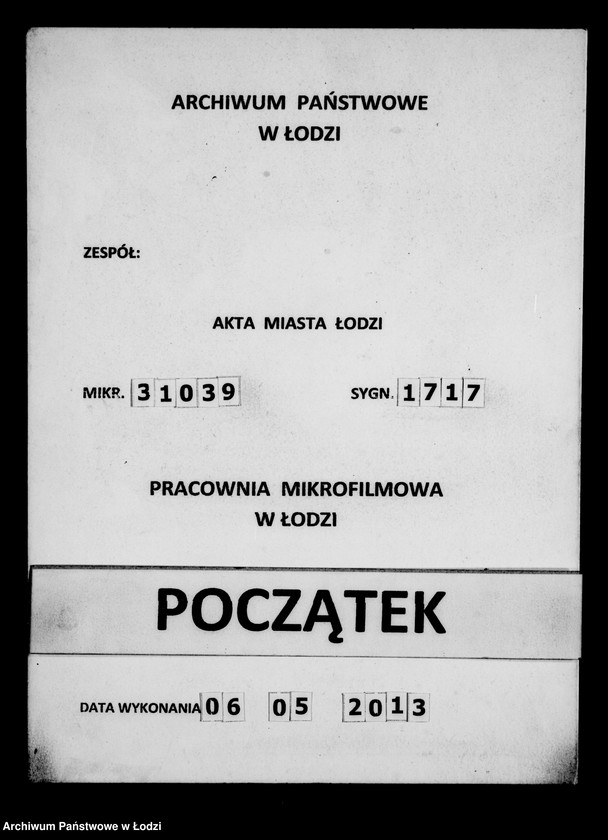 ARCHIWUM PAŃSTWOWE
W ŁODZI
ZESPÓŁ:
AKTA MIASTA ŁODZI
MIKR. 31039 SYGN. 1717
PRACOWNIA MIKROFILMOWA
W ŁODZI
POCZĄTEK
DATA WYKONANIA 06 05 2013
Archiwum Państwowe w Łodzi